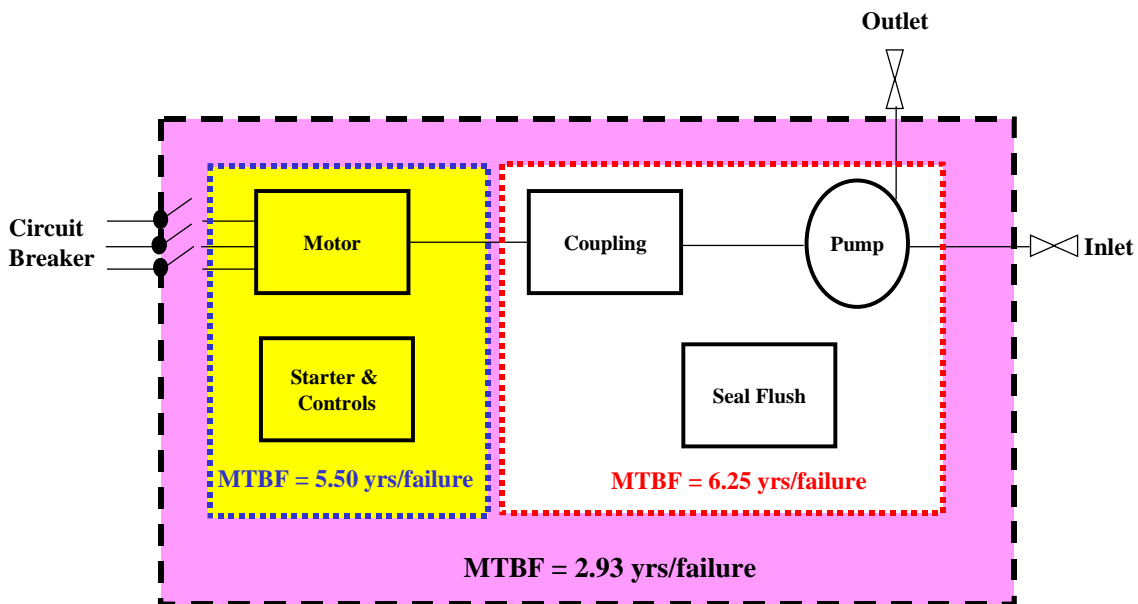 Outlet
Circuit
Breaker
Motor
Coupling
Pump
Inlet
Starter &
Controls
Seal Flush
MTBF = 5.50 yrs/failure
MTBF = 6.25 yrs/failure
MTBF = 2.93 yrs/failure